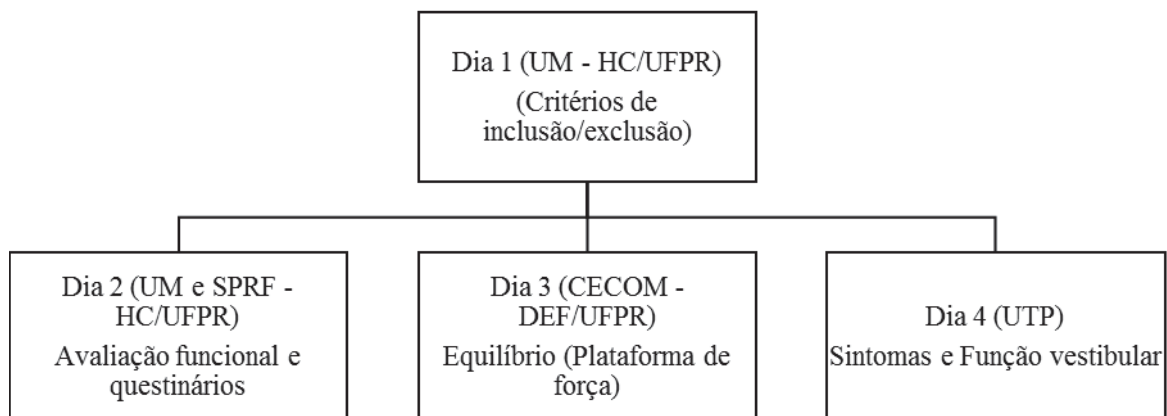 Dia 1 (UM - HC/UFPR)
(Critérios de
inclusão/exclusão)
Dia 2 (UM e SPRF -
HC/UFPR)
Avaliação funcional e
questinários
Dia 3 (CECOM -
DEF/UFPR)
Equilíbrio (Plataforma de
força)
Dia 4 (UTP)
Sintomas e Função vestibular